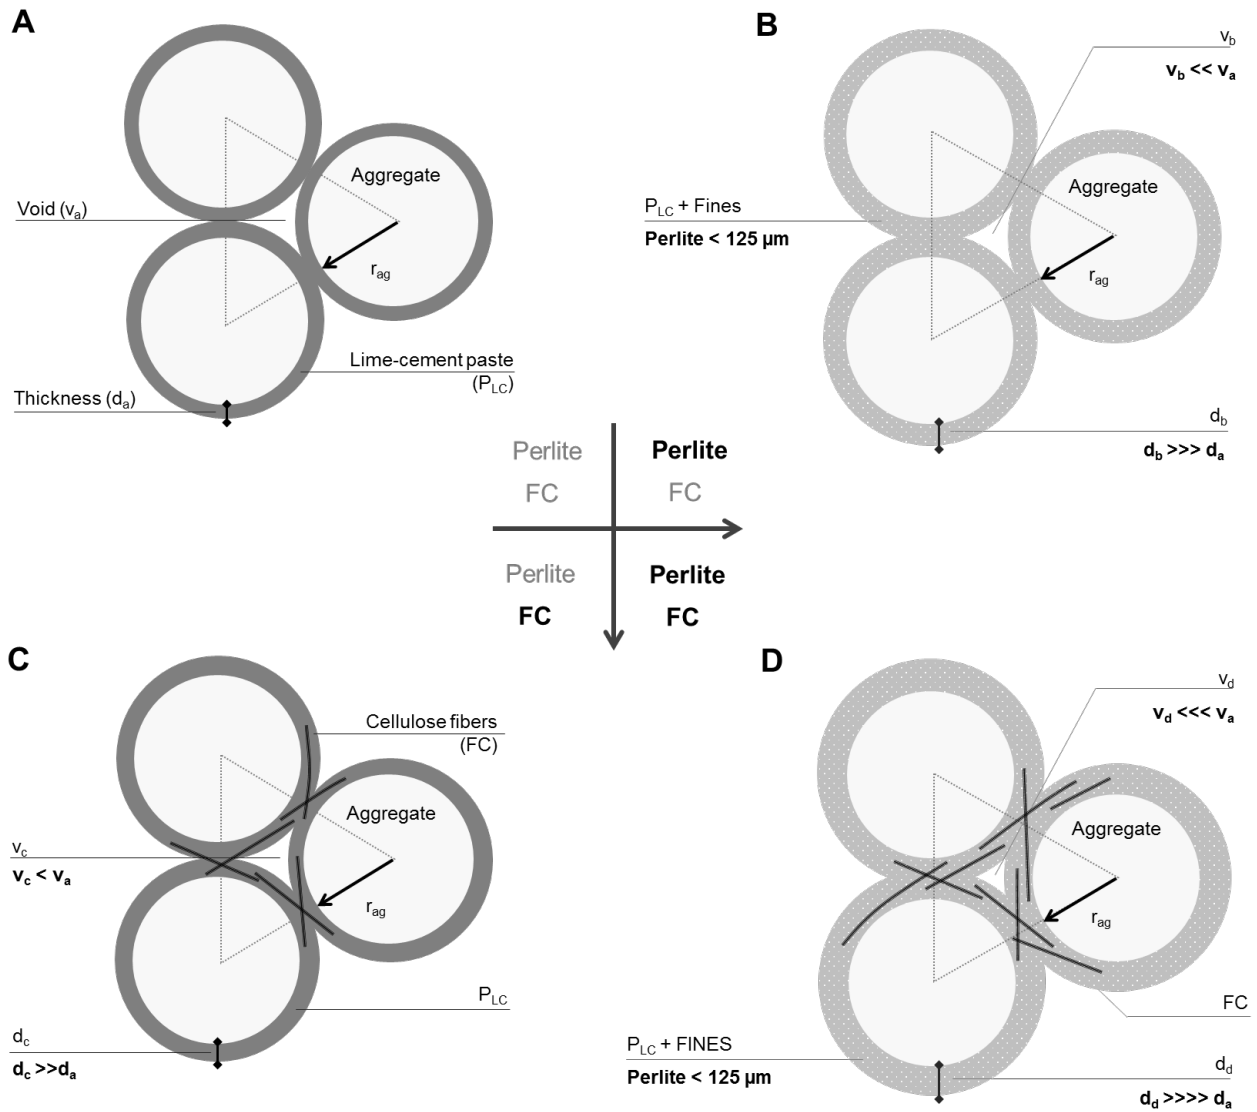 A
Void (va)
Aggregate
rag
Lime-cement paste
(PLC)
Thickness (da)
B
vb
vb << va
PLC + Fines
Perlite < 125 µm
Aggregate
rag
db
db >>> da
Perlite
FC
Perlite
FC
Perlite
FC
Perlite
FC
C
Cellulose fibers
(FC)
Aggregate
vc
vc < va
rag
PLC
dc
dc >>da
D
vd
vd <<< va
Aggregate
rag
FC
PLC + FINES
Perlite < 125 µm
dd
dd >>>> da